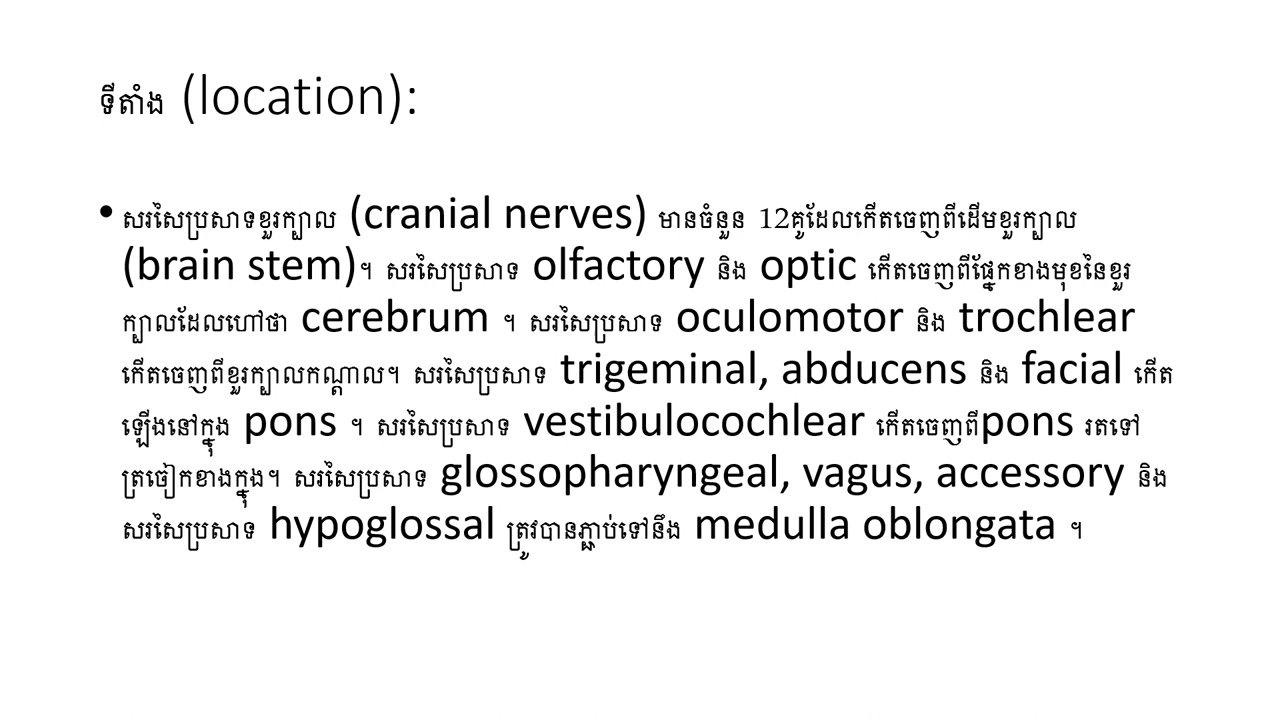 ទីតាំង (location):
• សរសៃប្រសាទខួរក្បាល (cranial nerves) មានចំនួន 12គូដែលកើតចេញពីដើមខួរក្បាល
(brain stem)។ សរសៃប្រសាទ olfactory និង optic កើតចេញពីផ្នែកខាងមុខនៃខួរ
ក្បាលដែលហៅថា cerebrum ។ សរសៃប្រសាទ oculomotor និង trochlear
កើតចេញពីខួរក្បាលកណ្តាល។ សរសៃប្រសាទ trigeminal, abducens និង facial កើត
ឡើងនៅក្នុង pons ។ សរសៃប្រសាទ vestibulocochlear កើតចេញពីpons រតទៅ
ត្រចៀកខាងក្នុង។ សរសៃប្រសាទ glossopharyngeal, vagus, accessory និង
សរសៃប្រសាទ hypoglossal ត្រូវបានភ្ជាប់ទៅនឹង medulla oblongata ។